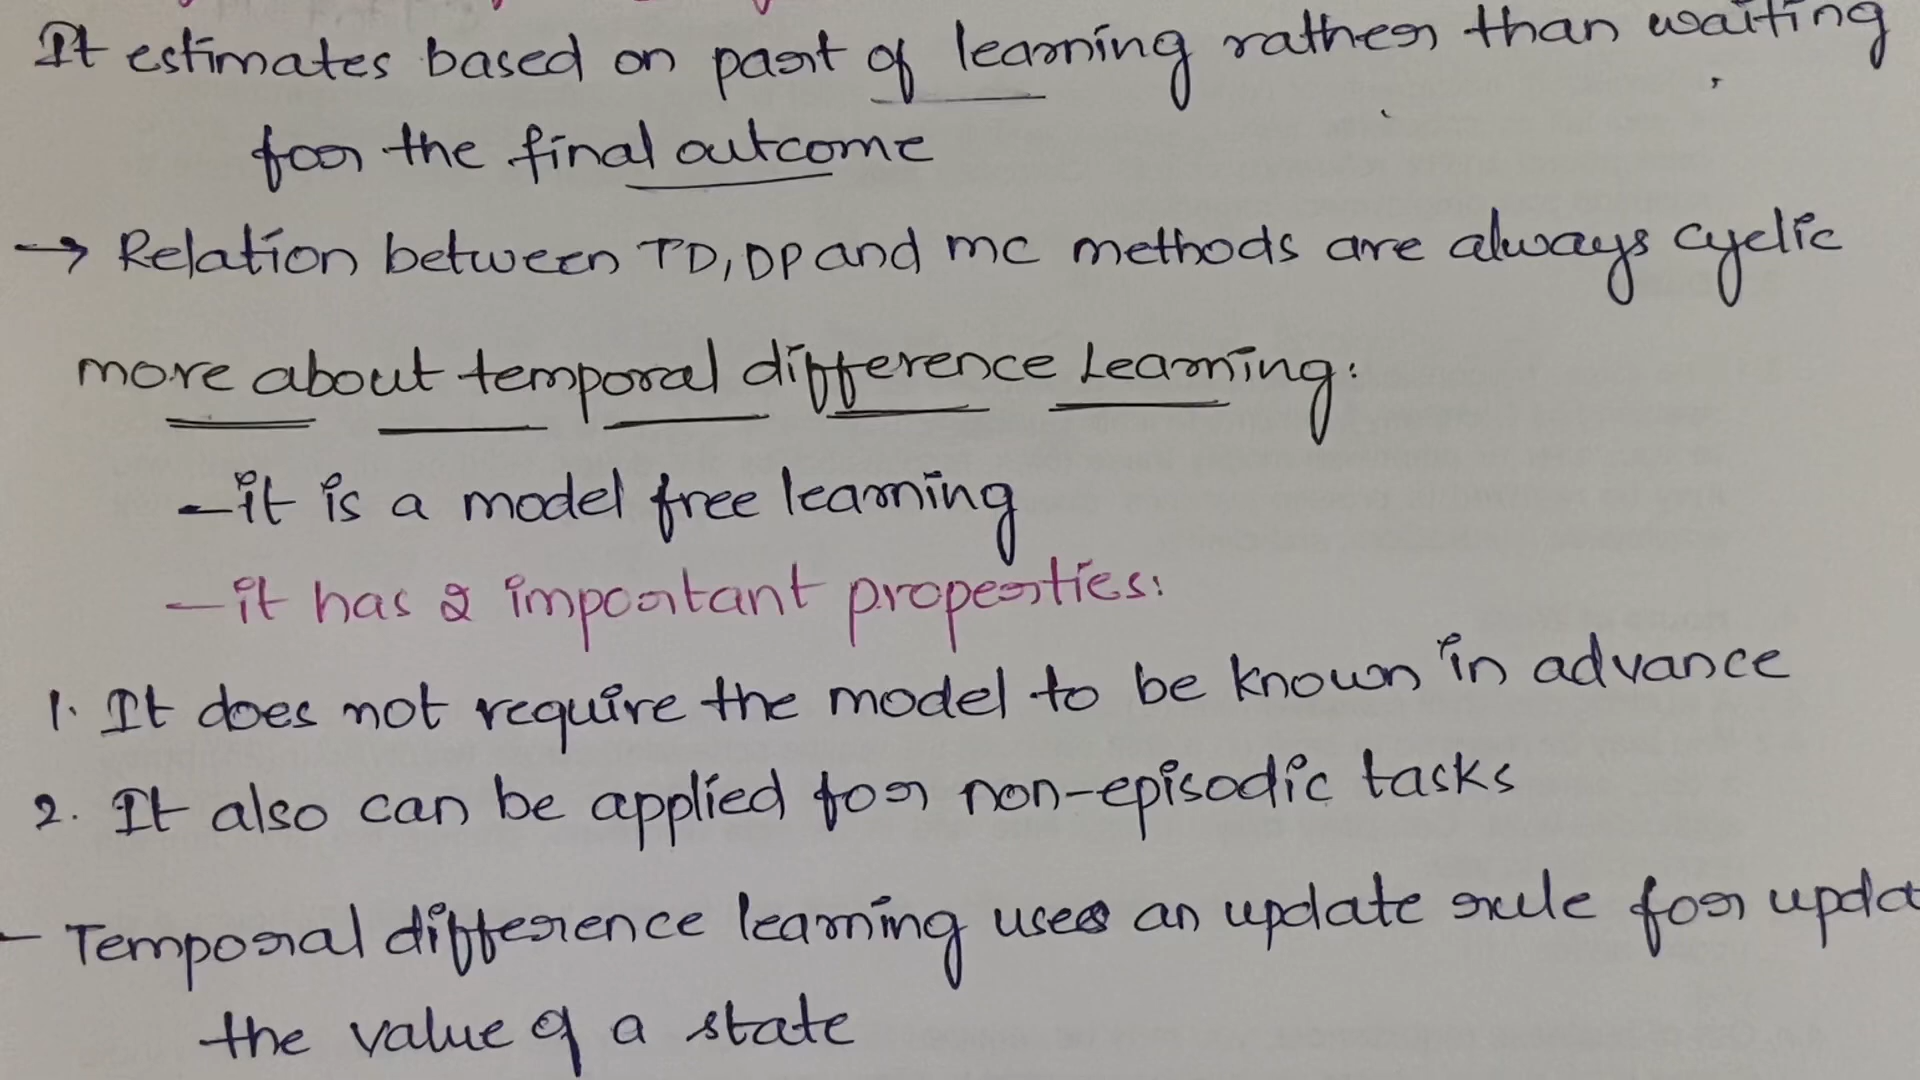 It estimates based on part of learning rather than waiting
for the final outcome
→ Relation between TD, DP and mc methods are always cyclic
more about temporal difference Learning:
- it is a model free learning
- it has 2 important properties:
1. It does not require the model to be known in advance
2. It also can be applied for non-episodic tasks
- Temporal difference learning uses an update rule for upda
the value of a state